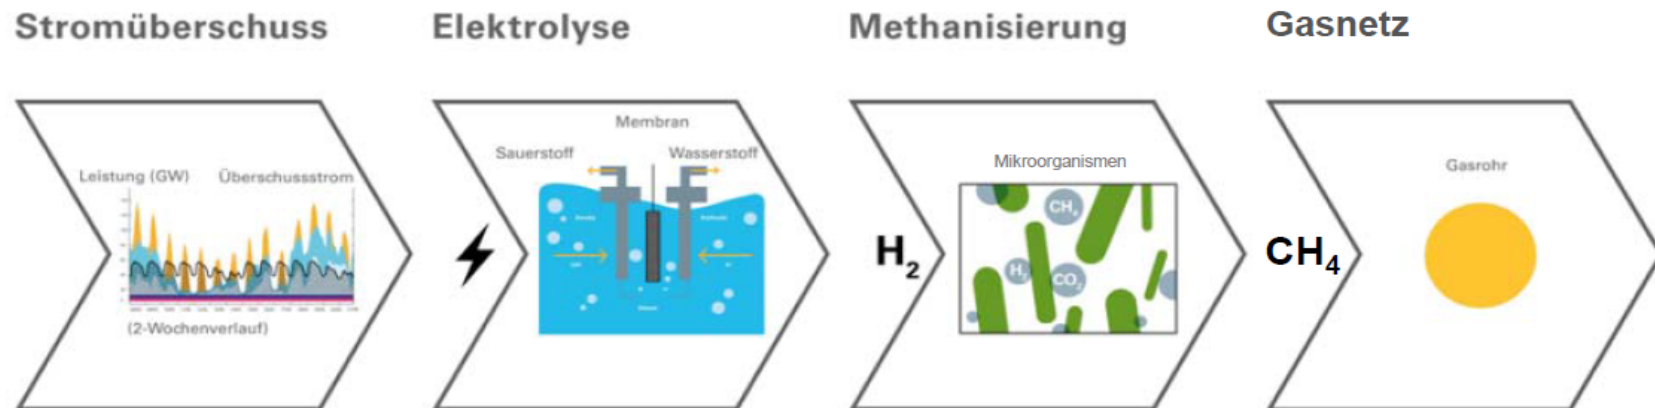 Stromüberschuss
Elektrolyse
Methanisierung
Gasnetz
Leistung (GW)
Überschussstrom
(2-Wochenverlauf)
Membran
Sauerstoff
Wasserstoff
H₂
Mikroorganismen
CH₄
H₂
CO₂
CH₄
Gasrohr